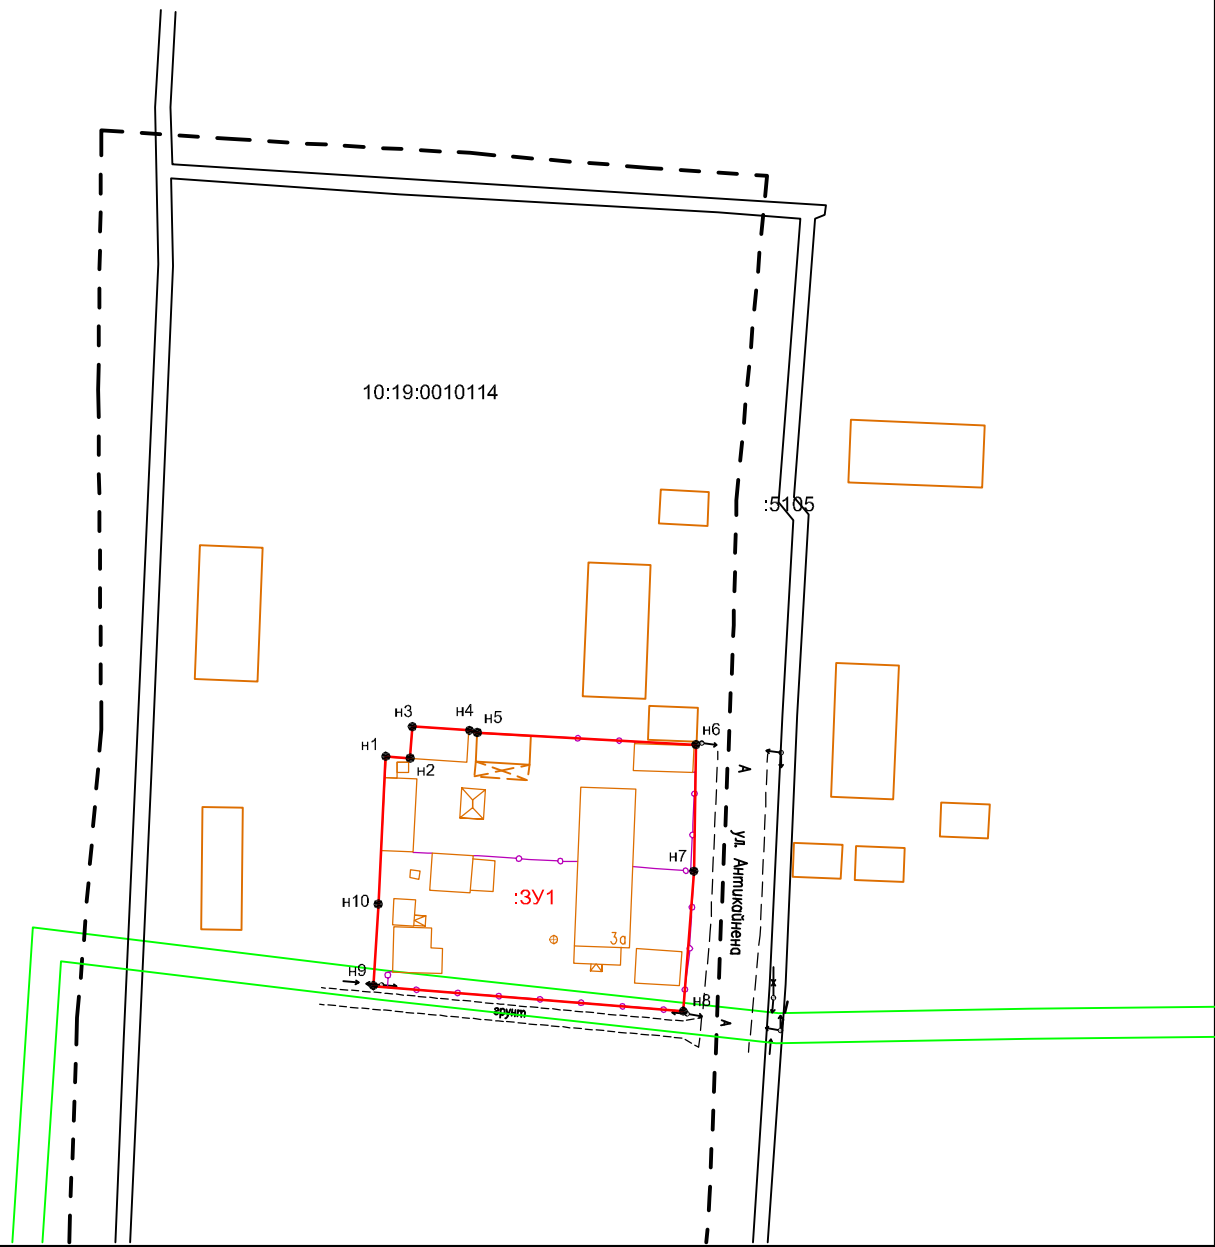 10:19:0010114
:5105
н3
н4
н5
н6
н1
н2
А
ул. Антикайнена
н7
:ЗУ1
н10
3а
н9
н8
грунт
А